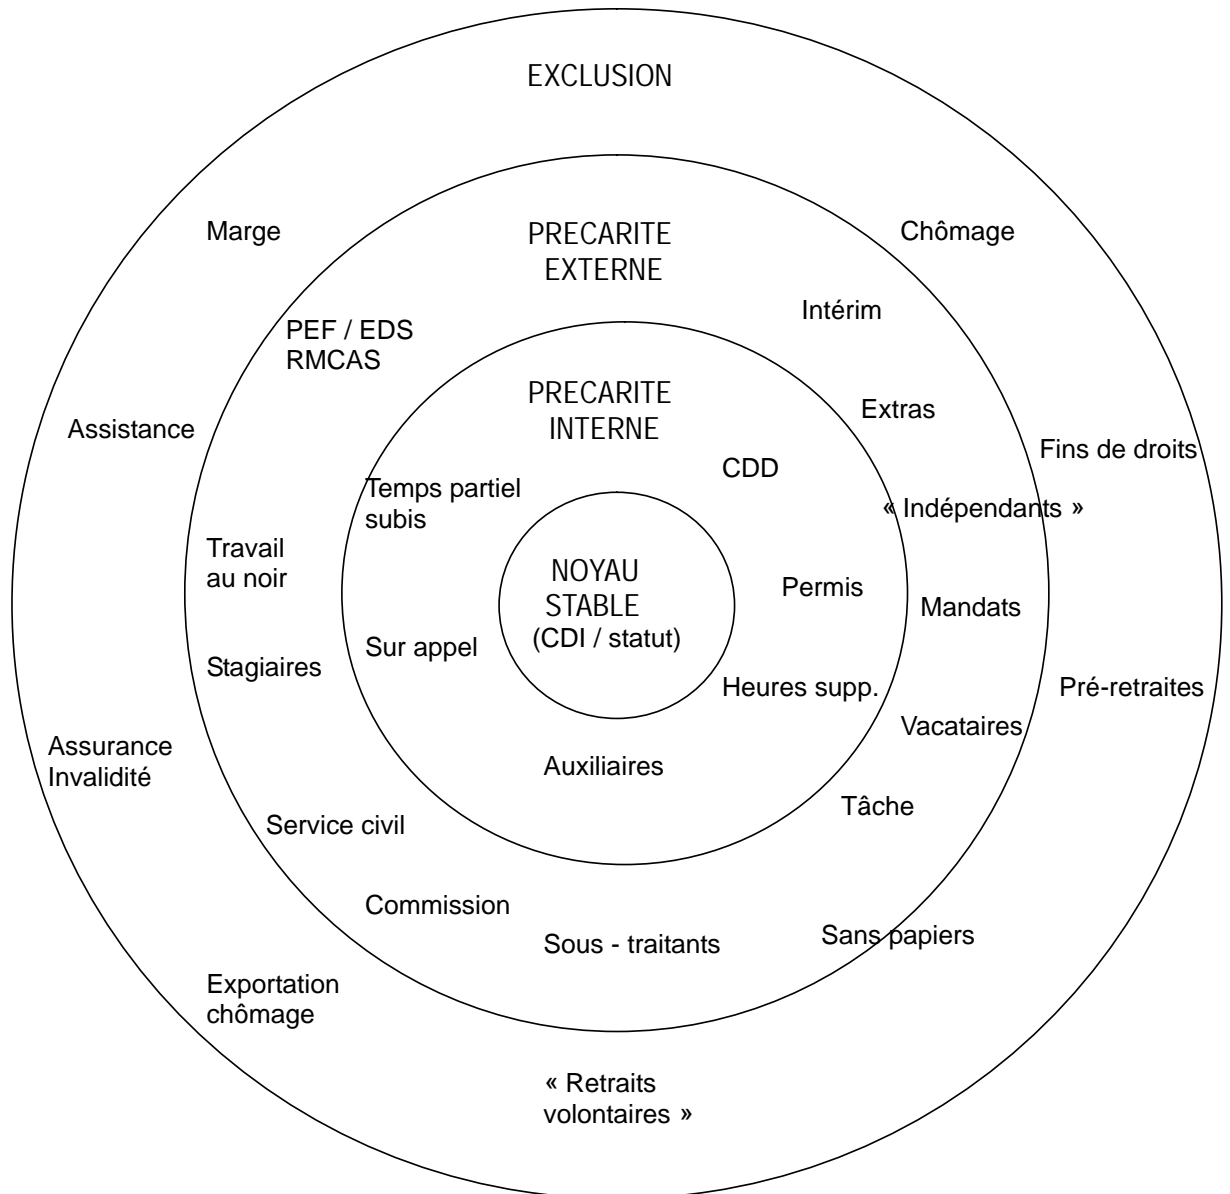 EXCLUSION
Marge
Chômage
PRECARITE
EXTERNE
Intérim
PEF / EDS
RMCAS
PRECARITE
INTERNE
Extras
Assistance
Fins de droits
CDD
Temps partiel
subis
« Indépendants »
Travail
au noir
NOYAU
STABLE
(CDI / statut)
Permis
Mandats
Sur appel
Stagiaires
Heures supp.
Pré-retraites
Vacataires
Assurance
Invalidité
Auxiliaires
Tâche
Service civil
Commission
Sous - traitants
Sans papiers
Exportation
chômage
« Retraits
volontaires »